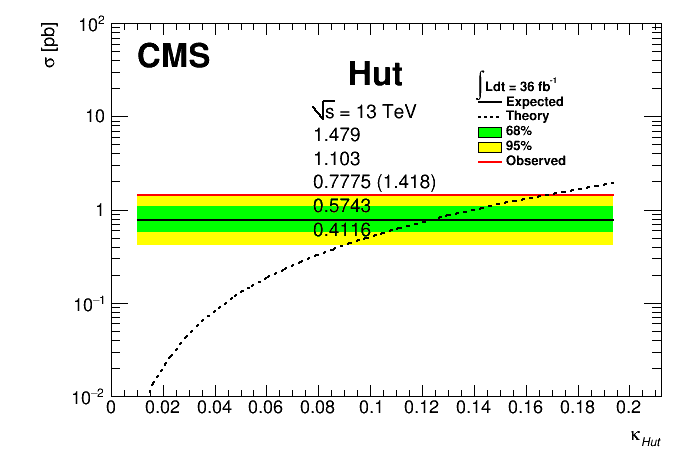 σ [pb]
10²
10
1
10⁻¹
10⁻²
CMS
Hut
√s = 13 TeV
1.479
1.103
0.7775 (1.418)
0.5743
0.4116
∫Ldt = 36 fb⁻¹
Expected
Theory
68%
95%
Observed
0 0.02 0.04 0.06 0.08 0.1 0.12 0.14 0.16 0.18 0.2
κ_Hut